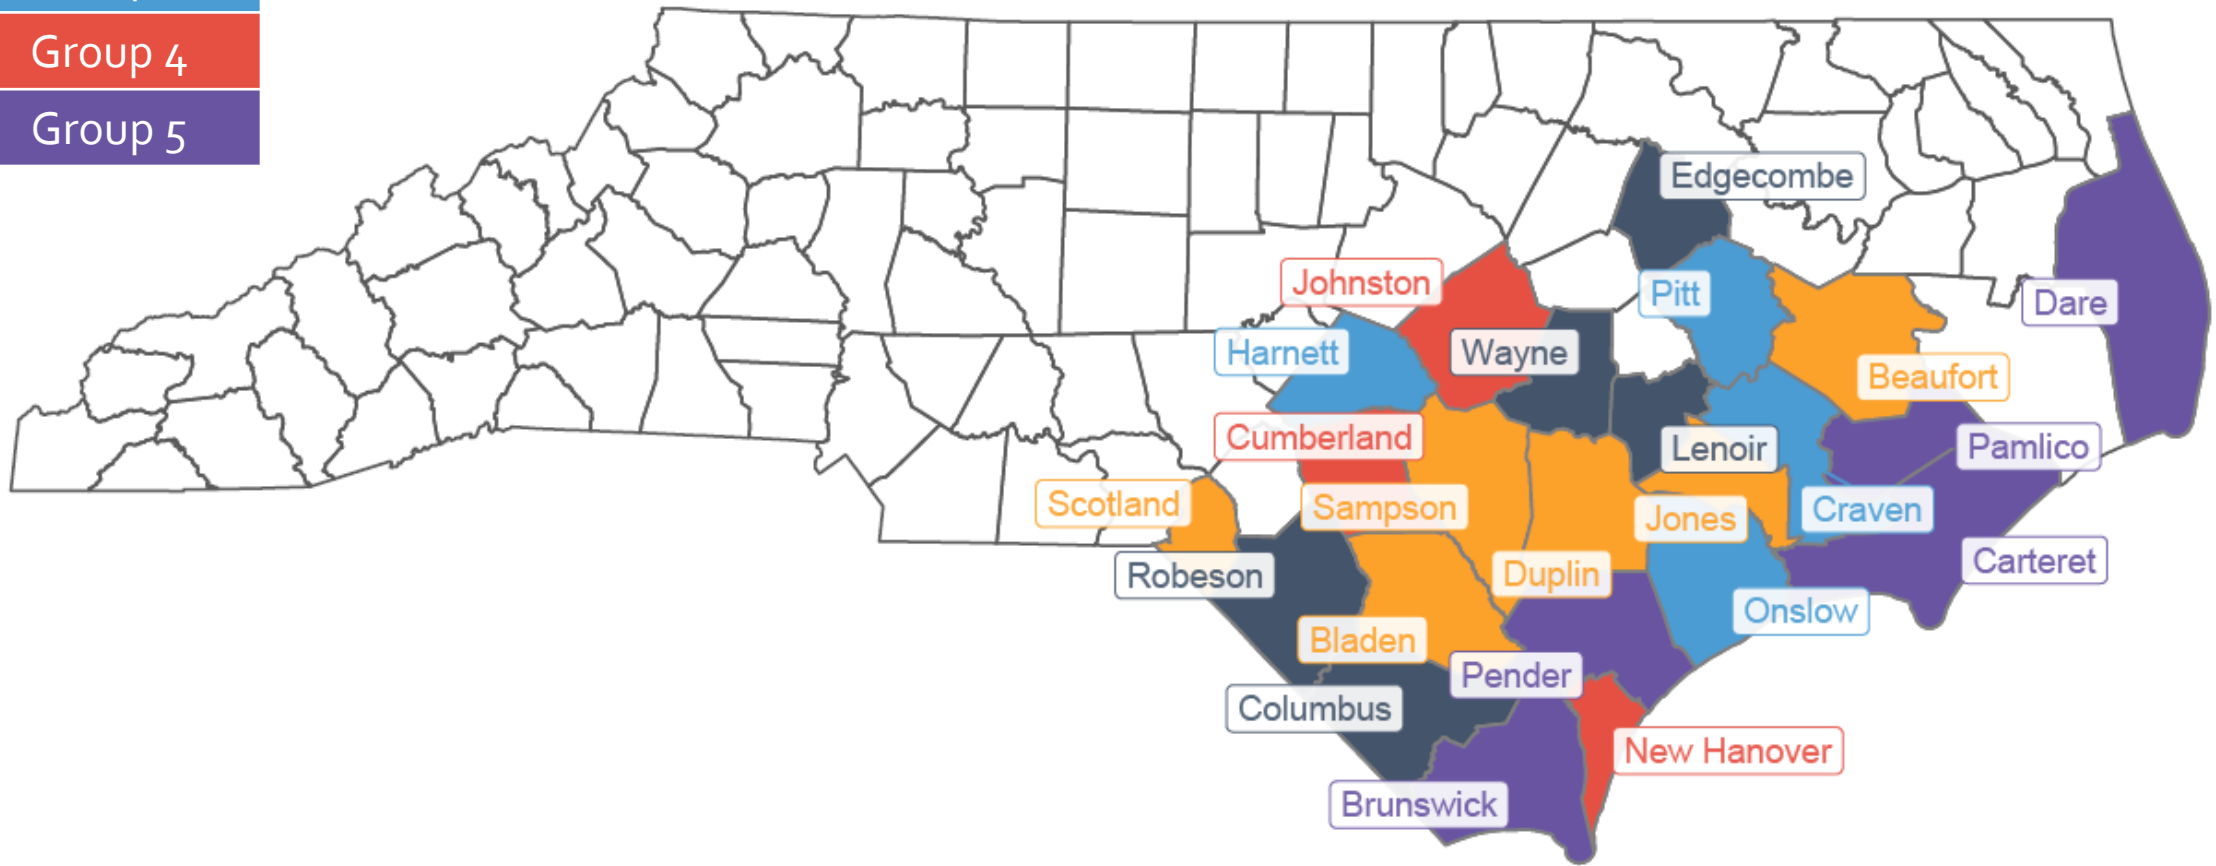 Group 4
Group 5
Edgecombe
Johnston
Pitt
Dare
Harnett
Wayne
Beaufort
Cumberland
Lenoir
Pamlico
Scotland
Sampson
Jones
Craven
Robeson
Duplin
Carteret
Onslow
Bladen
Pender
Columbus
New Hanover
Brunswick